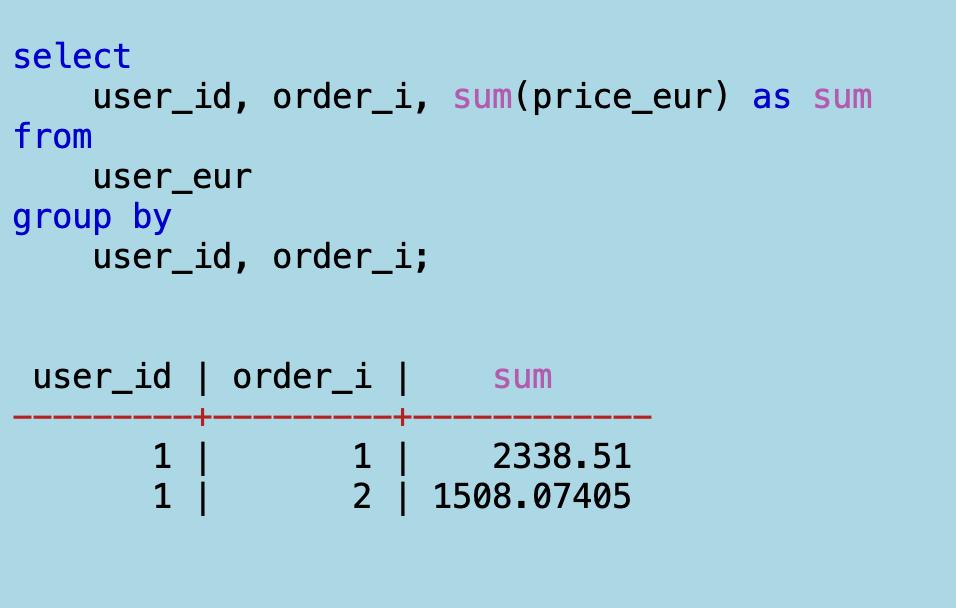 select
    user_id, order_i, sum(price_eur) as sum
from
    user_eur
group by
    user_id, order_i;
 user_id | order_i |    sum
---------+---------+------------
       1 |       1 |    2338.51
       1 |       2 | 1508.07405